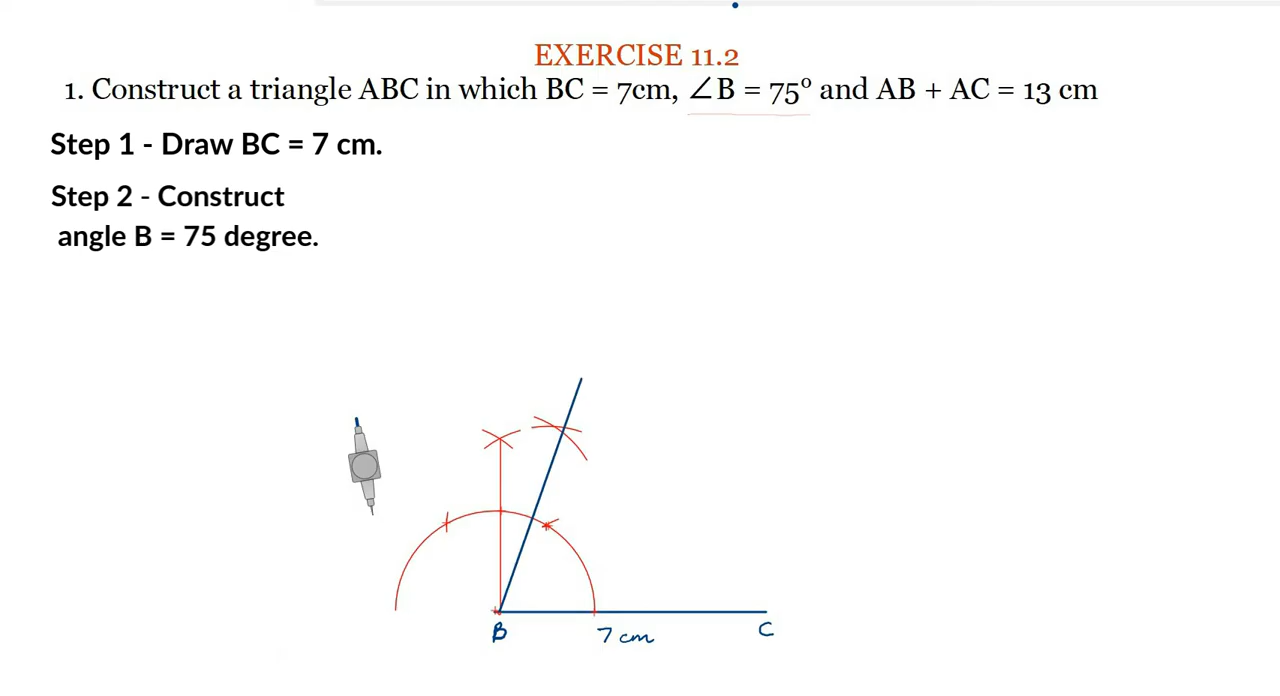 EXERCISE 11.2
1. Construct a triangle ABC in which BC = 7cm, ∠B = 75° and AB + AC = 13 cm
Step 1 - Draw BC = 7 cm.
Step 2 - Construct
angle B = 75 degree.
B 7 cm C